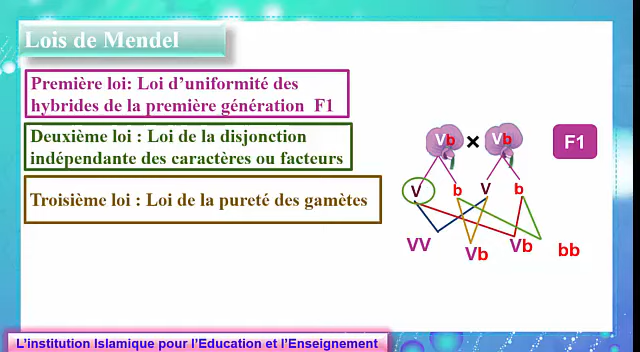 Lois de Mendel
Première loi: Loi d'uniformité des
hybrides de la première génération F1
Deuxième loi : Loi de la disjonction
indépendante des caractères ou facteurs
Troisième loi : Loi de la pureté des gamètes
Vb × Vb F1
V b V b
VV Vb Vb bb
L'institution Islamique pour l'Education et l'Enseignement